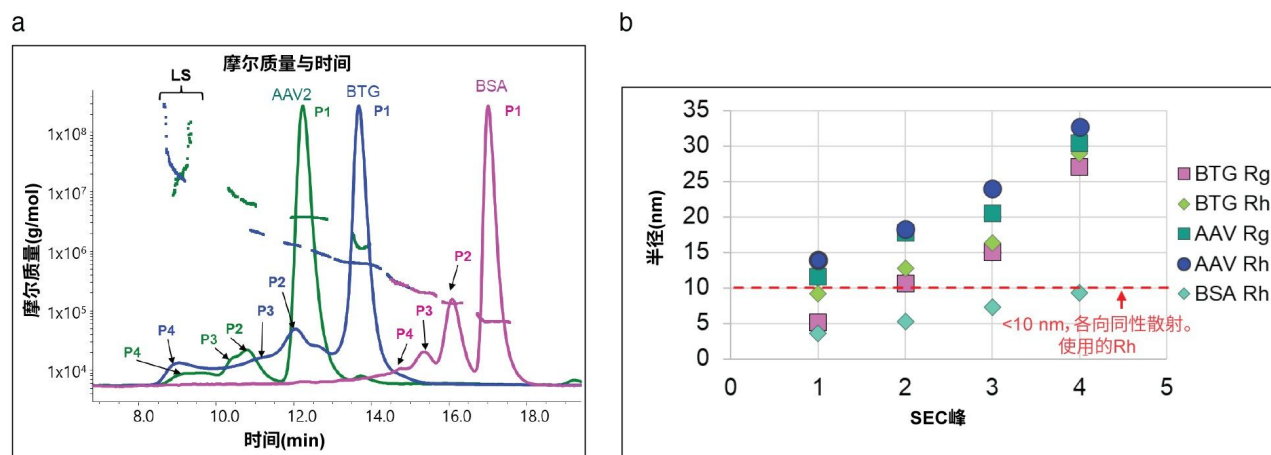 a
摩尔质量与时间
LS
AAV2
P1
BTG
P1
BSA
P1
1x10⁸
1x10⁷
1x10⁶
1x10⁵
1x10⁴
摩尔质量(g/mol)
P4
P3
P2
P4
P3
P2
P4
P3
P2
8.0
10.0
12.0
14.0
16.0
18.0
时间(min)
b
35
30
25
20
15
10
5
0
半径(nm)
0
1
2
3
4
5
SEC峰
<10 nm，各向同性散射。
使用的Rh
BTG Rg
BTG Rh
AAV Rg
AAV Rh
BSA Rh